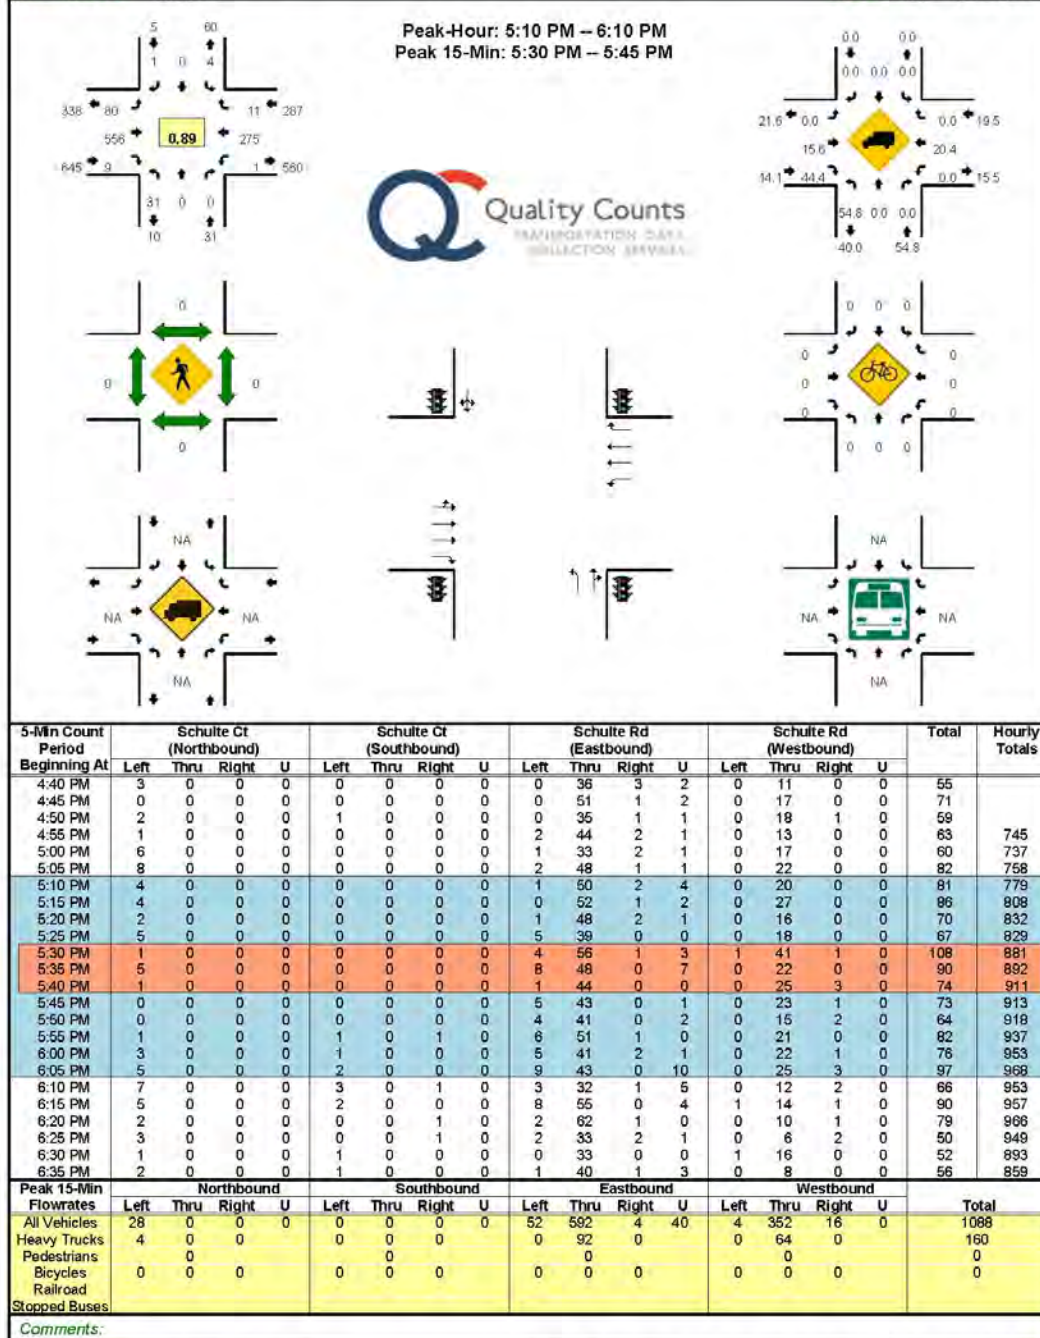 Peak-Hour: 5:10 PM -- 6:10 PM
Peak 15-Min: 5:30 PM -- 5:45 PM
5 60
1 0 4
338 80 11 287
556 0.89 275
645 9 1 560
31 0 0
10 31
0.0 0.0
0.0 0.0 0.0
21.6 0.0 0.0 19.5
15.6 20.4
14.1 44.4 0.0 15.5
54.8 0.0 0.0
40.0 54.8
Quality Counts
TRANSPORTATION DATA
COLLECTION SERVICES
0
0 0
0
0 0 0
0 0
0 0
0 0
0 0 0
NA
NA NA
NA
NA
NA NA
NA
5-Min Count Period Beginning At Schulte Ct (Northbound) Schulte Ct (Southbound) Schulte Rd (Eastbound) Schulte Rd (Westbound) Total Hourly Totals
Left Thru Right U Left Thru Right U Left Thru Right U Left Thru Right U
4:40 PM 3 0 0 0 0 0 0 0 0 36 3 2 0 11 0 0 55
4:45 PM 0 0 0 0 0 0 0 0 0 51 1 2 0 17 0 0 71
4:50 PM 2 0 0 0 1 0 0 0 0 35 1 1 0 18 1 0 59
4:55 PM 1 0 0 0 0 0 0 0 2 44 2 1 0 13 0 0 63 745
5:00 PM 6 0 0 0 0 0 0 0 1 33 2 1 0 17 0 0 60 737
5:05 PM 8 0 0 0 0 0 0 0 2 48 1 1 0 22 0 0 82 758
5:10 PM 4 0 0 0 0 0 0 0 1 50 2 4 0 20 0 0 81 779
5:15 PM 4 0 0 0 0 0 0 0 0 52 1 2 0 27 0 0 86 808
5:20 PM 2 0 0 0 0 0 0 0 1 48 2 1 0 16 0 0 70 832
5:25 PM 5 0 0 0 0 0 0 0 5 39 0 0 0 18 0 0 67 829
5:30 PM 1 0 0 0 0 0 0 0 4 56 1 3 1 41 1 0 108 881
5:35 PM 5 0 0 0 0 0 0 0 8 48 0 7 0 22 0 0 90 892
5:40 PM 1 0 0 0 0 0 0 0 1 44 0 0 0 25 3 0 74 911
5:45 PM 0 0 0 0 0 0 0 0 5 43 0 1 0 23 1 0 73 913
5:50 PM 0 0 0 0 0 0 0 0 4 41 0 2 0 15 2 0 64 918
5:55 PM 1 0 0 0 1 0 1 0 6 51 1 0 0 21 0 0 82 937
6:00 PM 3 0 0 0 1 0 0 0 5 41 2 1 0 22 1 0 76 953
6:05 PM 5 0 0 0 2 0 0 0 9 43 0 10 0 25 3 0 97 968
6:10 PM 7 0 0 0 3 0 1 0 3 32 1 5 0 12 2 0 66 953
6:15 PM 5 0 0 0 2 0 0 0 8 55 0 4 1 14 1 0 90 957
6:20 PM 2 0 0 0 0 0 1 0 2 62 1 0 0 10 1 0 79 966
6:25 PM 3 0 0 0 0 0 1 0 2 33 2 1 0 6 2 0 50 949
6:30 PM 1 0 0 0 1 0 0 0 0 33 0 0 1 16 0 0 52 893
6:35 PM 2 0 0 0 1 0 0 0 1 40 1 3 0 8 0 0 56 859
Peak 15-Min Flowrates Northbound Southbound Eastbound Westbound Total
Left Thru Right U Left Thru Right U Left Thru Right U Left Thru Right U
All Vehicles 28 0 0 0 0 0 0 0 52 592 4 40 4 352 16 0 1088
Heavy Trucks 4 0 0 0 0 0 0 92 0 0 64 0 160
Pedestrians 0 0 0 0 0
Bicycles 0 0 0 0 0 0 0 0 0 0 0 0 0
Railroad
Stopped Buses
Comments: